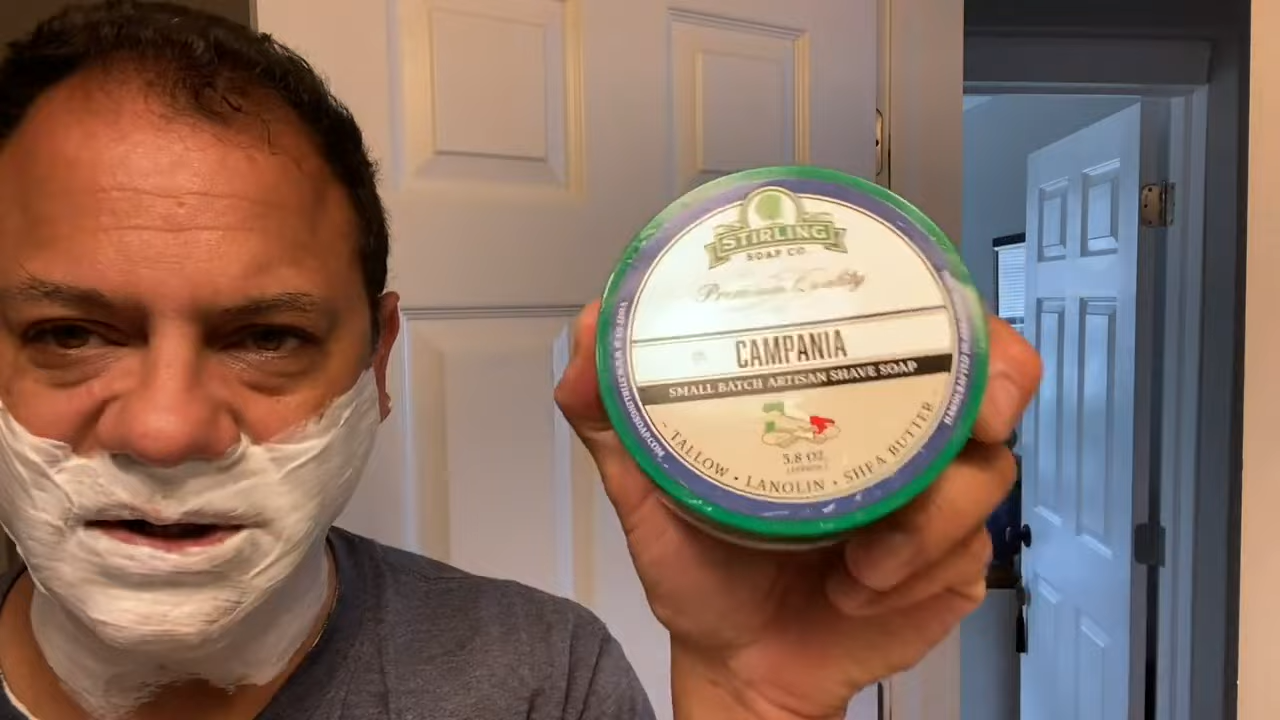 STIRLING
SOAP CO.
Premium Quality
CAMPANIA
SMALL BATCH ARTISAN SHAVE SOAP
5.8 OZ.
- TALLOW • LANOLIN • SHEA BUTTER -